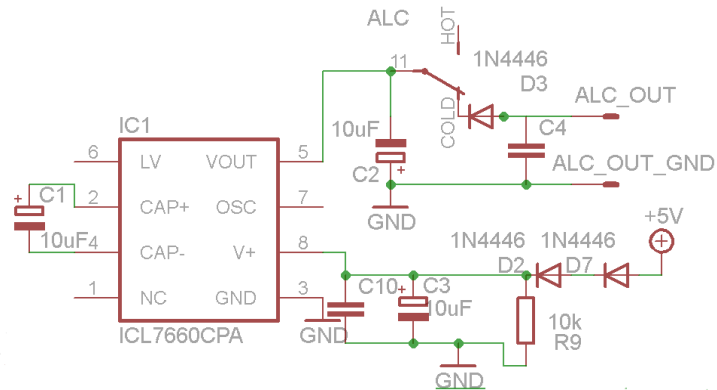 ALC
HOT
11
1N4446
D3
COLD
ALC_OUT
C4
ALC_OUT_GND
10uF
C2
+
GND
IC1
6
LV
VOUT
5
2
CAP+
OSC
7
4
CAP-
V+
8
1
NC
GND
3
ICL7660CPA
+
C1
10uF
GND
C10
+
C3
10uF
GND
1N4446
D2
1N4446
D7
+5V
10k
R9